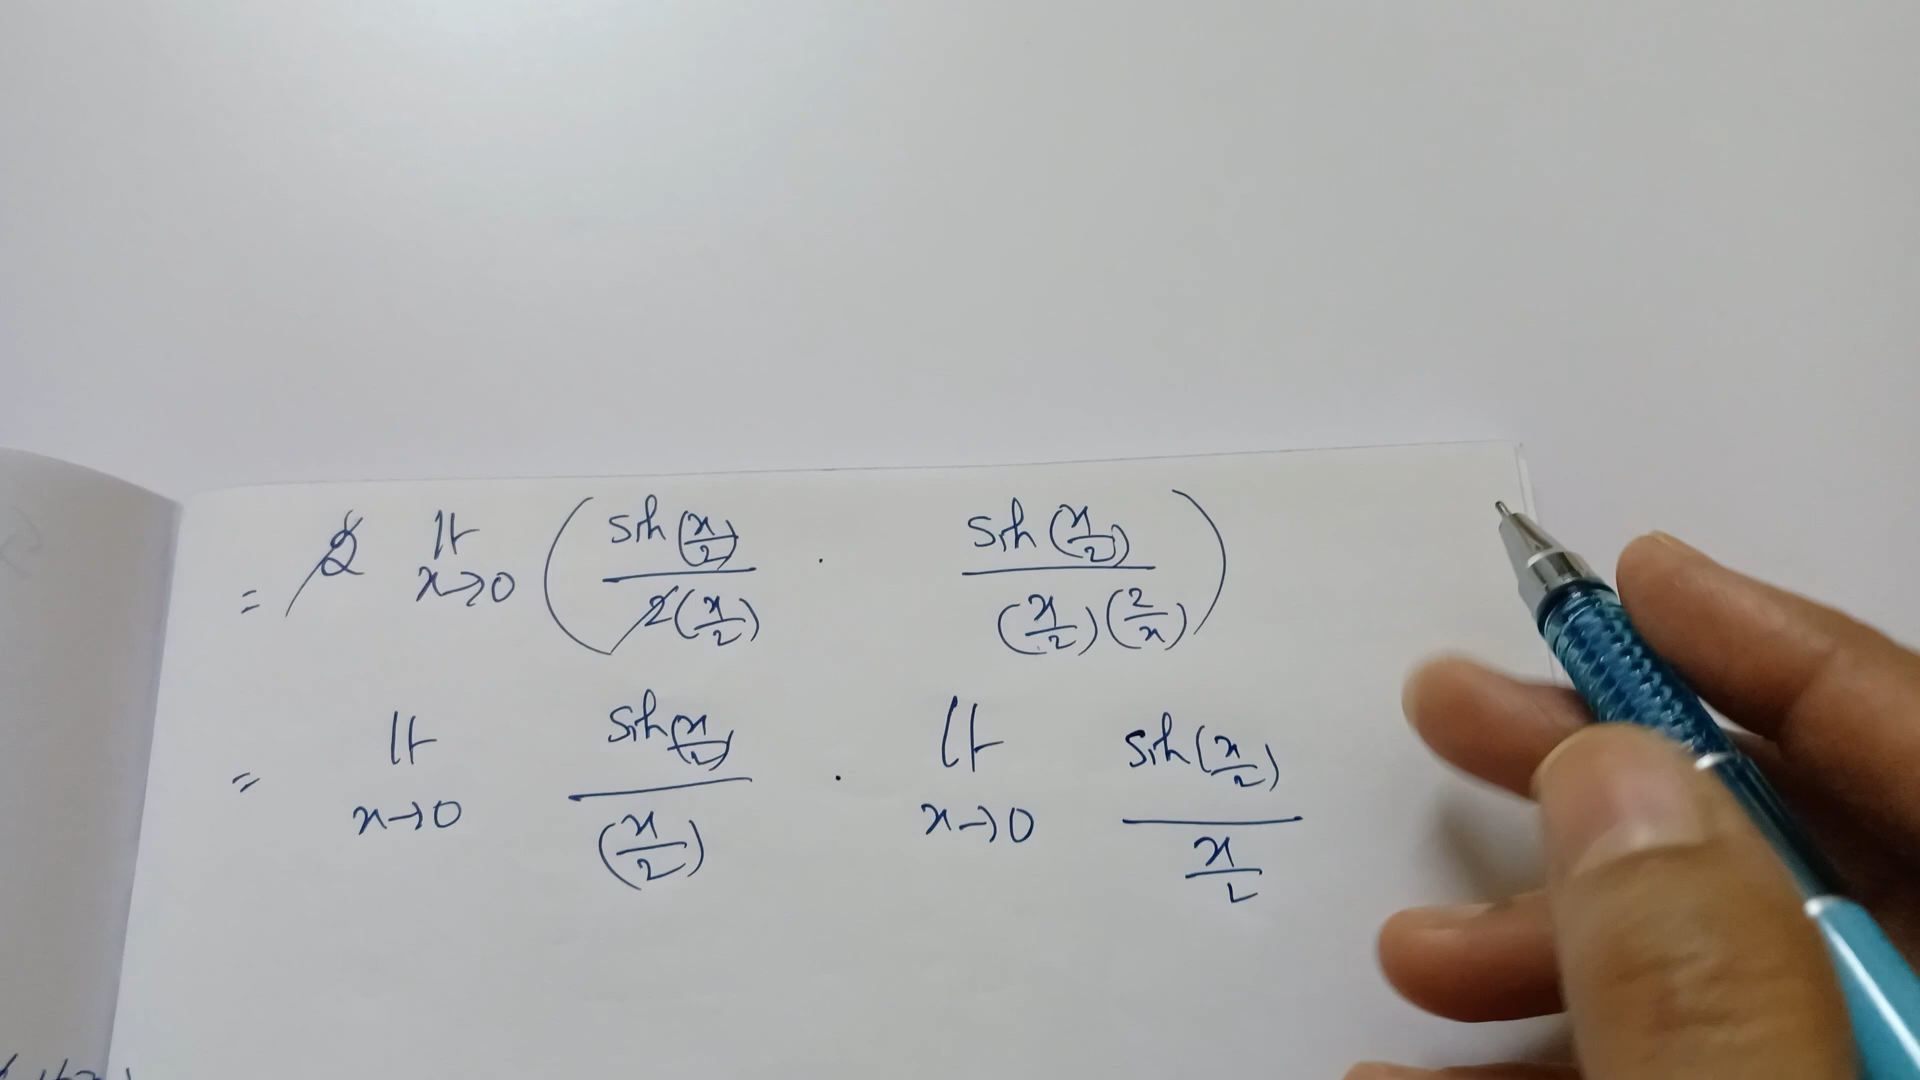 = 2 lt x→0 ( sin(x/2) / 2(x/2) . sin(x/2) / (x/2)(2/x) )
= lt x→0 sin(x/2) / (x/2) . lt x→0 sin(x/2) / x/2